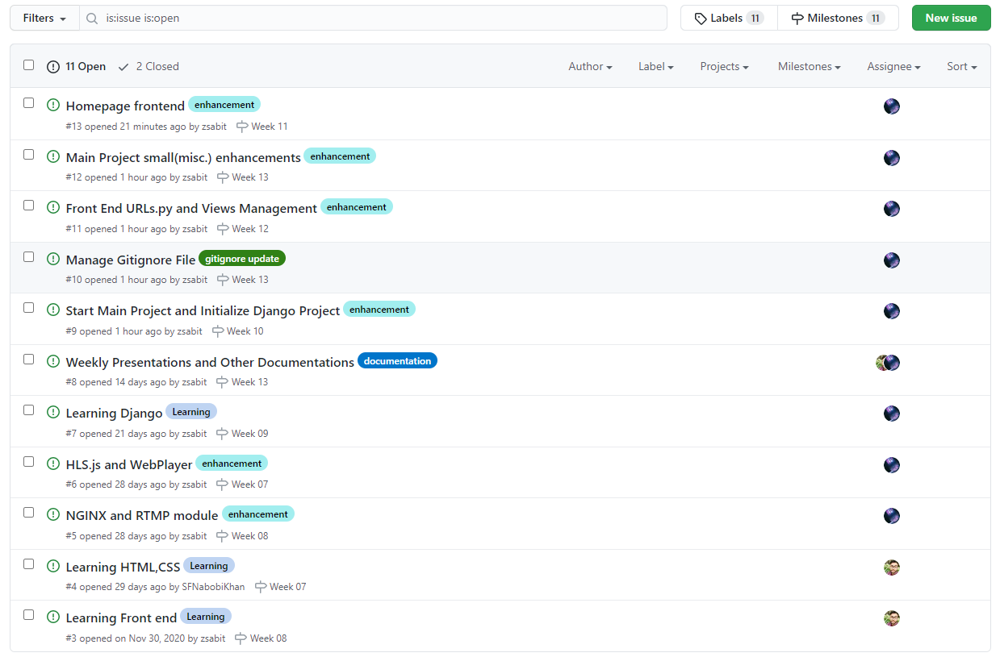 Filters is:issue is:open Labels 11 Milestones 11 New issue
11 Open 2 Closed Author Label Projects Milestones Assignee Sort
Homepage frontend enhancement
#13 opened 21 minutes ago by zsabit Week 11
Main Project small(misc.) enhancements enhancement
#12 opened 1 hour ago by zsabit Week 13
Front End URLs.py and Views Management enhancement
#11 opened 1 hour ago by zsabit Week 12
Manage Gitignore File gitignore update
#10 opened 1 hour ago by zsabit Week 13
Start Main Project and Initialize Django Project enhancement
#9 opened 1 hour ago by zsabit Week 10
Weekly Presentations and Other Documentations documentation
#8 opened 14 days ago by zsabit Week 13
Learning Django Learning
#7 opened 21 days ago by zsabit Week 09
HLS.js and WebPlayer enhancement
#6 opened 28 days ago by zsabit Week 07
NGINX and RTMP module enhancement
#5 opened 28 days ago by zsabit Week 08
Learning HTML,CSS Learning
#4 opened 29 days ago by SFNabobiKhan Week 07
Learning Front end Learning
#3 opened on Nov 30, 2020 by zsabit Week 08